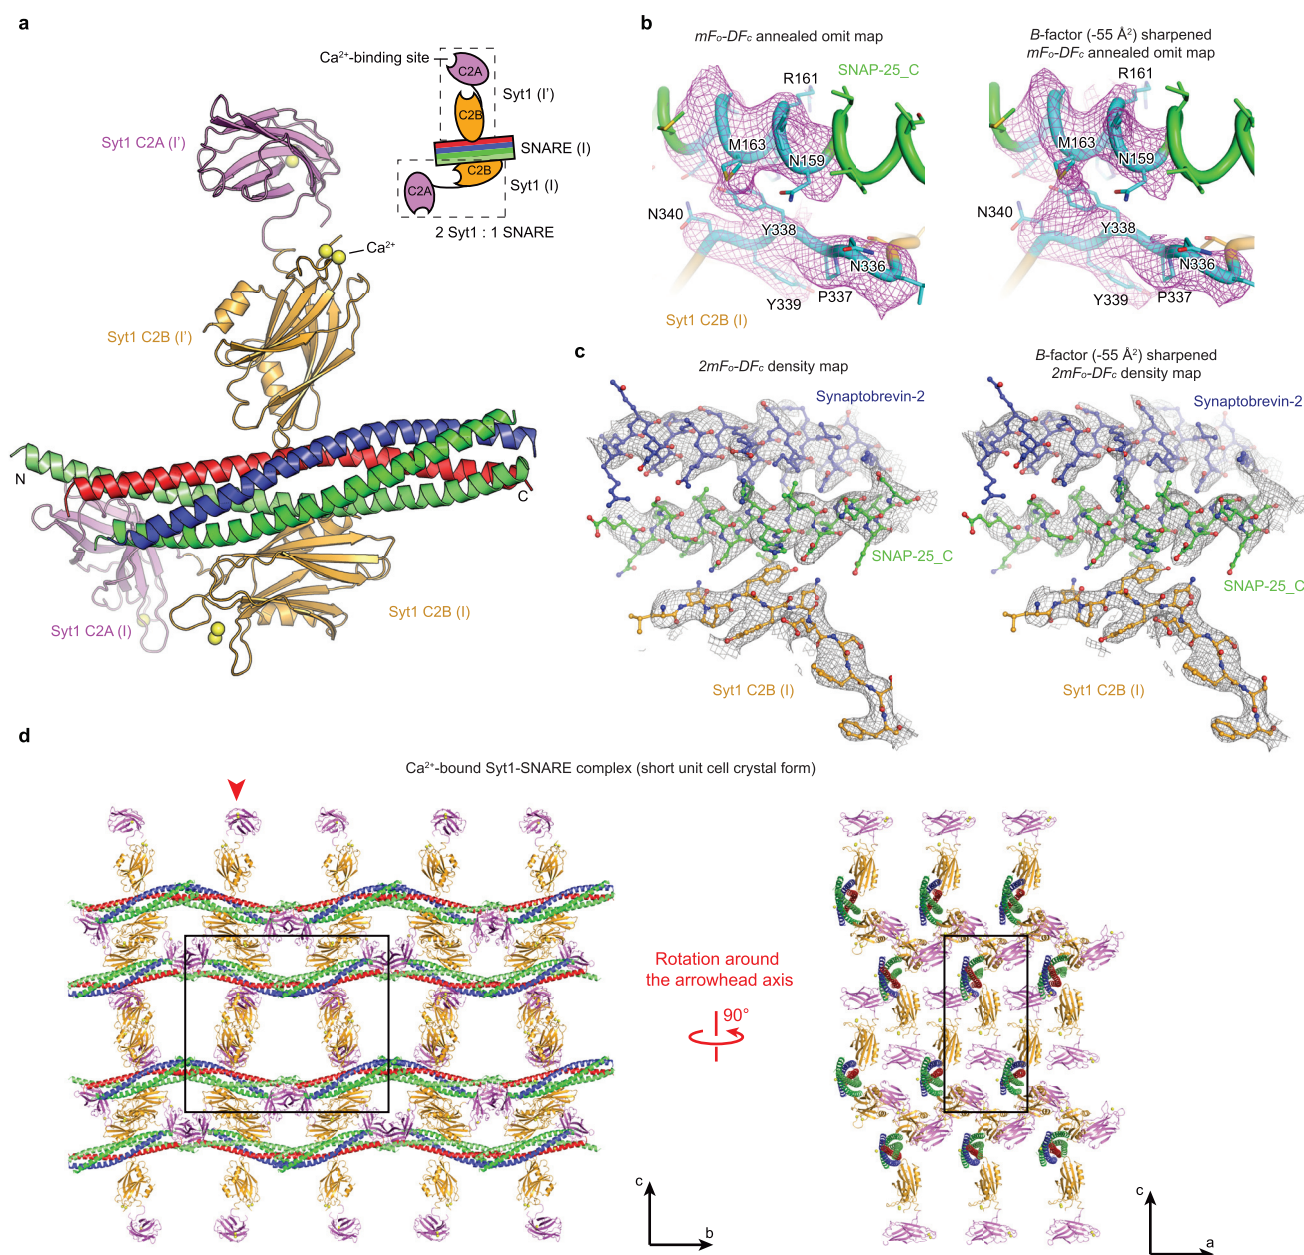 a
Ca²⁺-binding site
C2A
C2B
Syt1 (I')
SNARE (I)
C2B
C2A
Syt1 (I)
2 Syt1 : 1 SNARE
Syt1 C2A (I')
Ca²⁺
Syt1 C2B (I')
N
C
Syt1 C2A (I)
Syt1 C2B (I)
b
mFo-DFc annealed omit map
SNAP-25_C
R161
M163
N159
N340
Y338
N336
P337
Y339
Syt1 C2B (I)
B-factor (-55 Å²) sharpened
mFo-DFc annealed omit map
R161
M163
N159
N340
Y338
N336
Y339
P337
c
2mFo-DFc density map
Synaptobrevin-2
SNAP-25_C
Syt1 C2B (I)
B-factor (-55 Å²) sharpened
2mFo-DFc density map
Synaptobrevin-2
SNAP-25_C
Syt1 C2B (I)
d
Ca²⁺-bound Syt1-SNARE complex (short unit cell crystal form)
Rotation around
the arrowhead axis
90°
c
b
c
a